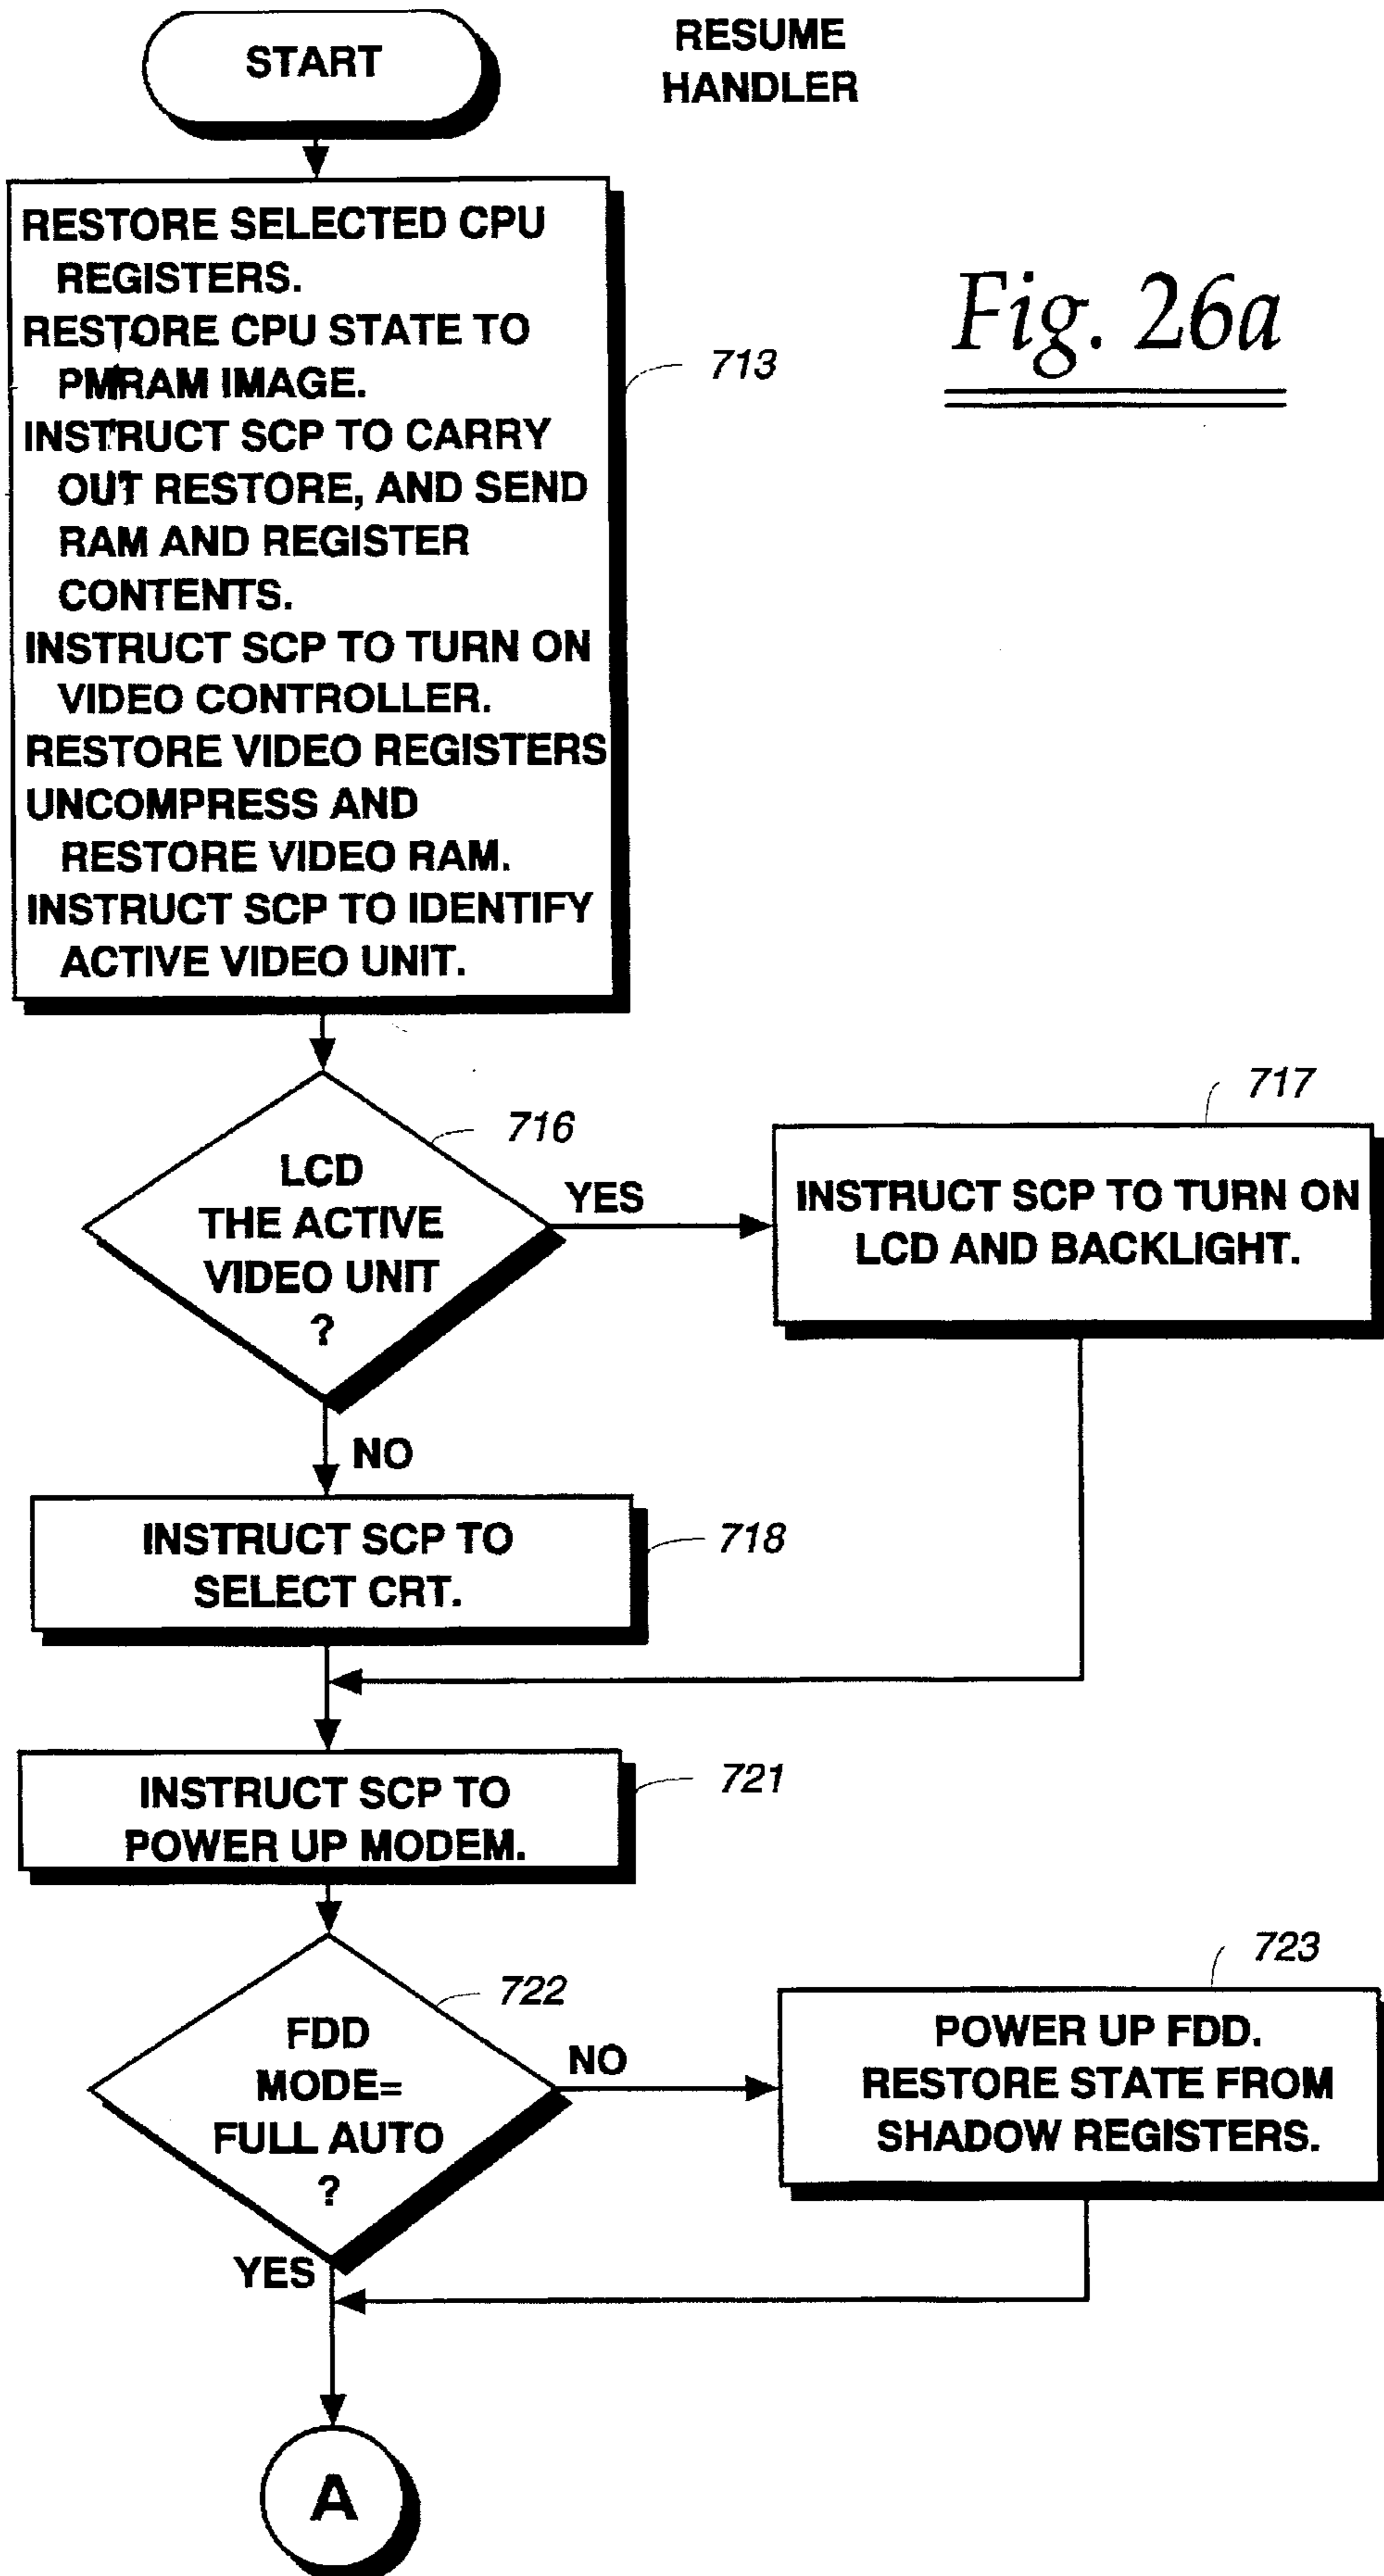 START
RESUME
HANDLER
RESTORE SELECTED CPU
REGISTERS.
RESTORE CPU STATE TO
PMRAM IMAGE.
INSTRUCT SCP TO CARRY
OUT RESTORE, AND SEND
RAM AND REGISTER
CONTENTS.
INSTRUCT SCP TO TURN ON
VIDEO CONTROLLER.
RESTORE VIDEO REGISTERS
UNCOMPRESS AND
RESTORE VIDEO RAM.
INSTRUCT SCP TO IDENTIFY
ACTIVE VIDEO UNIT.
713
Fig. 26a
LCD
THE ACTIVE
VIDEO UNIT
?
716
YES
717
INSTRUCT SCP TO TURN ON
LCD AND BACKLIGHT.
NO
INSTRUCT SCP TO
SELECT CRT.
718
INSTRUCT SCP TO
POWER UP MODEM.
721
FDD
MODE=
FULL AUTO
?
722
NO
723
POWER UP FDD.
RESTORE STATE FROM
SHADOW REGISTERS.
YES
A